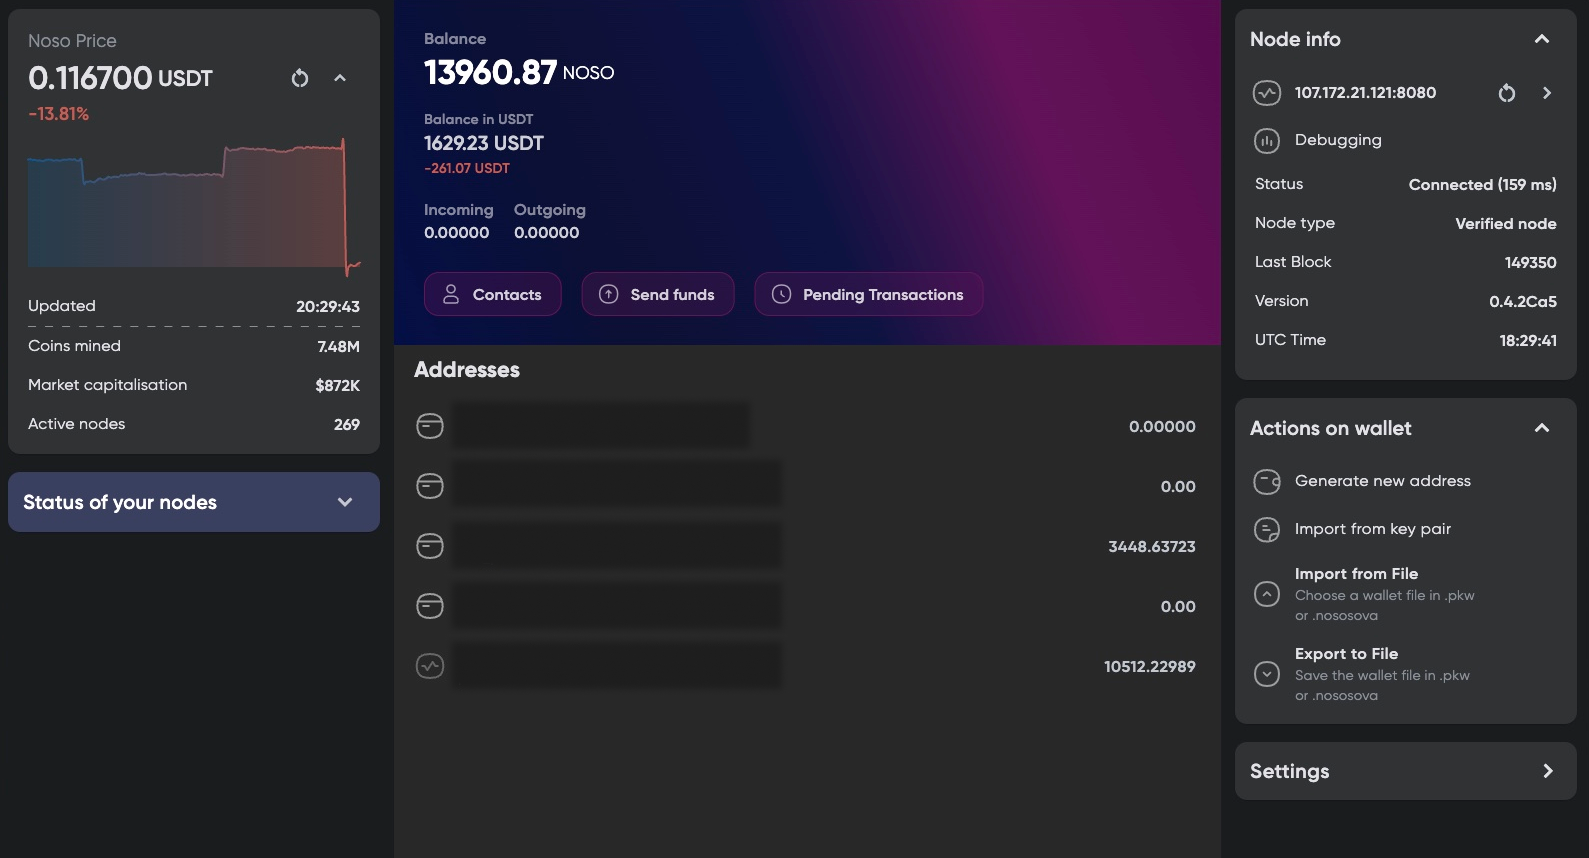 Noso Price
0.116700 USDT
-13.81%
Updated 20:29:43
Coins mined 7.48M
Market capitalisation $872K
Active nodes 269
Status of your nodes
Balance
13960.87 NOSO
Balance in USDT
1629.23 USDT
-261.07 USDT
Incoming Outgoing
0.00000 0.00000
Contacts Send funds Pending Transactions
Addresses
0.00000
0.00
3448.63723
0.00
10512.22989
Node info
107.172.21.121:8080
Debugging
Status Connected (159 ms)
Node type Verified node
Last Block 149350
Version 0.4.2Ca5
UTC Time 18:29:41
Actions on wallet
Generate new address
Import from key pair
Import from File
Choose a wallet file in .pkw
or .nososova
Export to File
Save the wallet file in .pkw
or .nososova
Settings